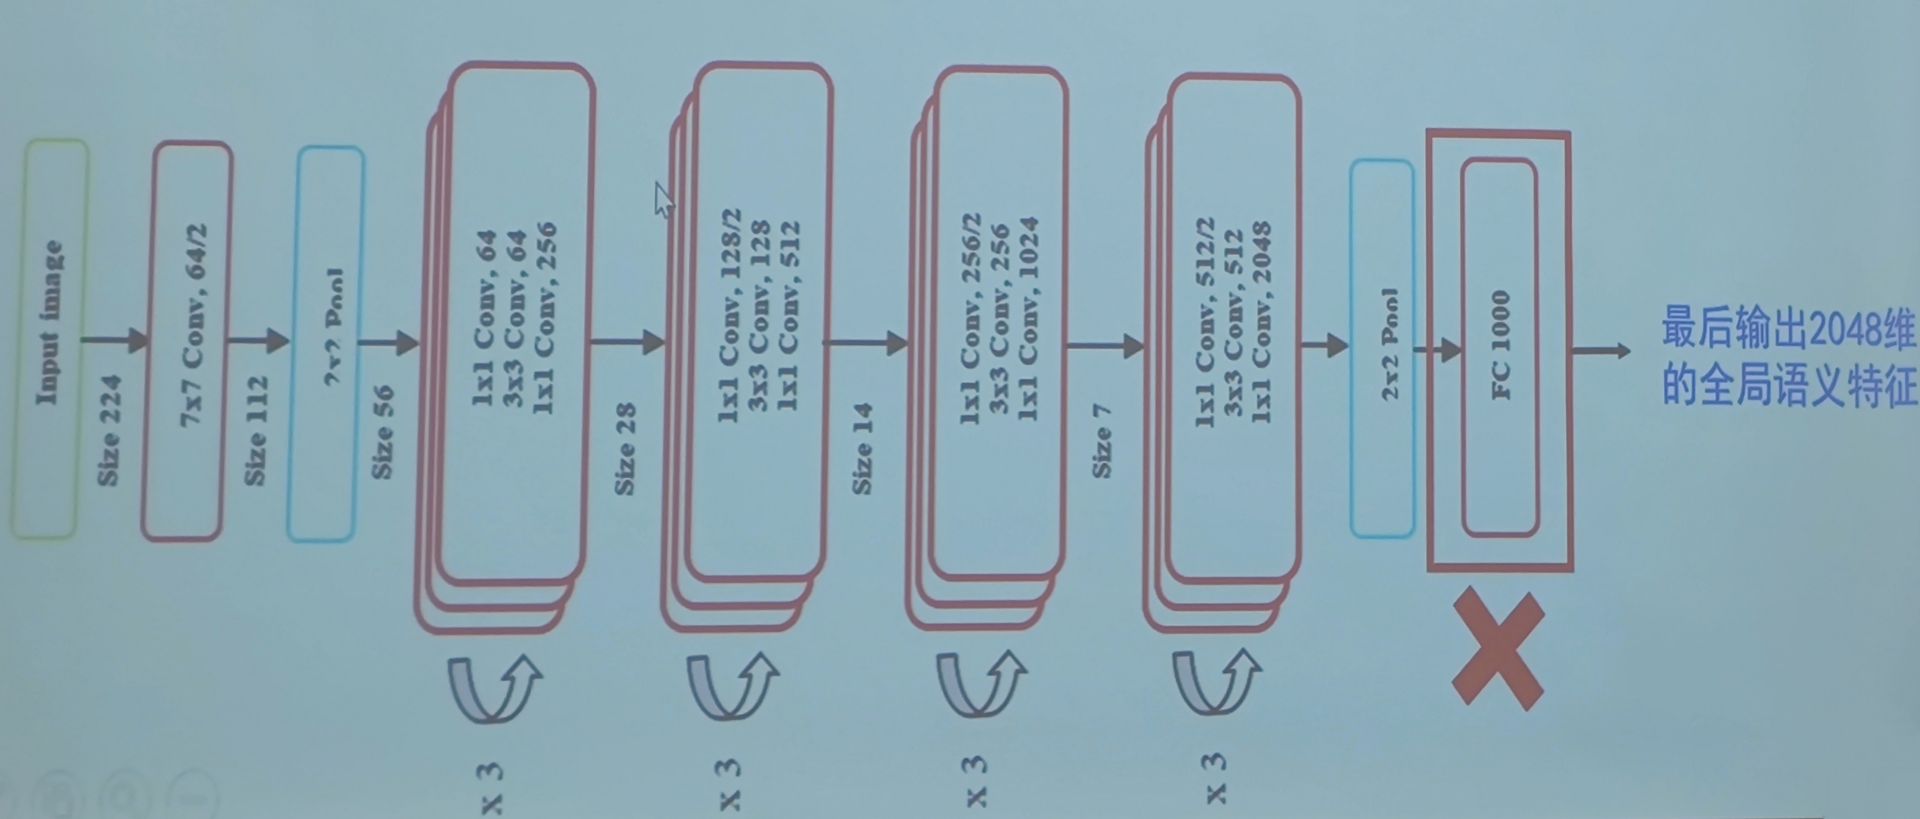 Input image
Size 224
7x7 Conv, 64/2
Size 112
2x2 Pool
Size 56
1x1 Conv, 64
3x3 Conv, 64
1x1 Conv, 256
x 3
Size 28
1x1 Conv, 128/2
3x3 Conv, 128
1x1 Conv, 512
x 3
Size 14
1x1 Conv, 256/2
3x3 Conv, 256
1x1 Conv, 1024
x 3
Size 7
1x1 Conv, 512/2
3x3 Conv, 512
1x1 Conv, 2048
x 3
2x2 Pool
FC 1000
最后输出2048维
的全局语义特征